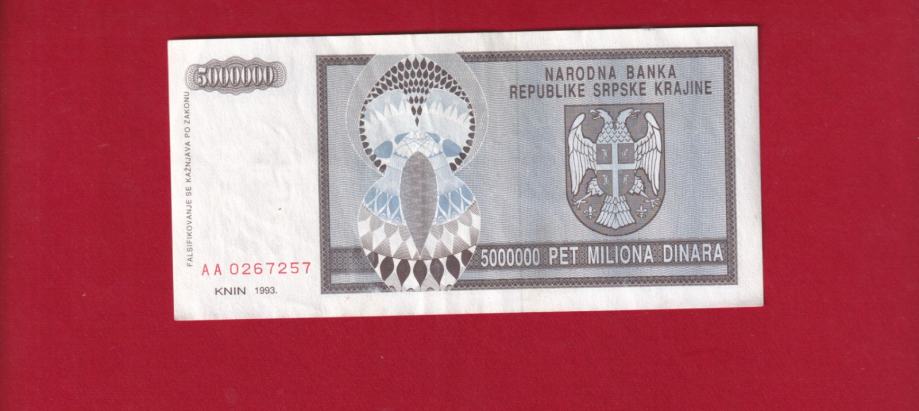 5000000
FALSIFIKOVANJE SE KAŽNJAVA PO ZAKONU
AA 0267257
KNIN 1993.
NARODNA BANKA
REPUBLIKE SRPSKE KRAJINE
5000000 PET MILIONA DINARA